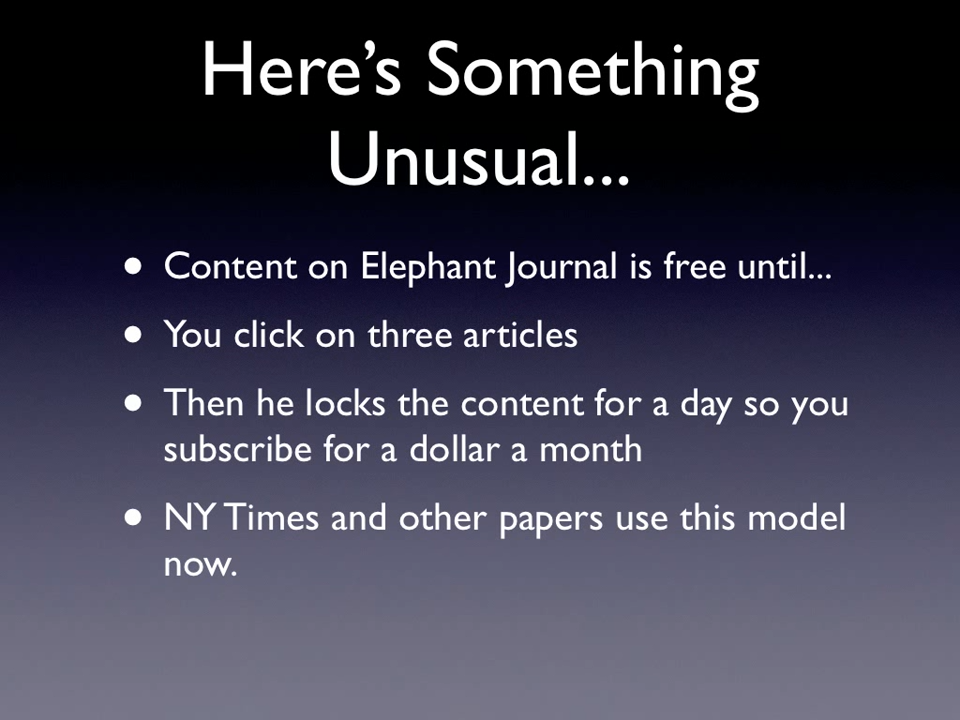 Here’s Something
Unusual...
• Content on Elephant Journal is free until...
• You click on three articles
• Then he locks the content for a day so you
subscribe for a dollar a month
• NY Times and other papers use this model
now.